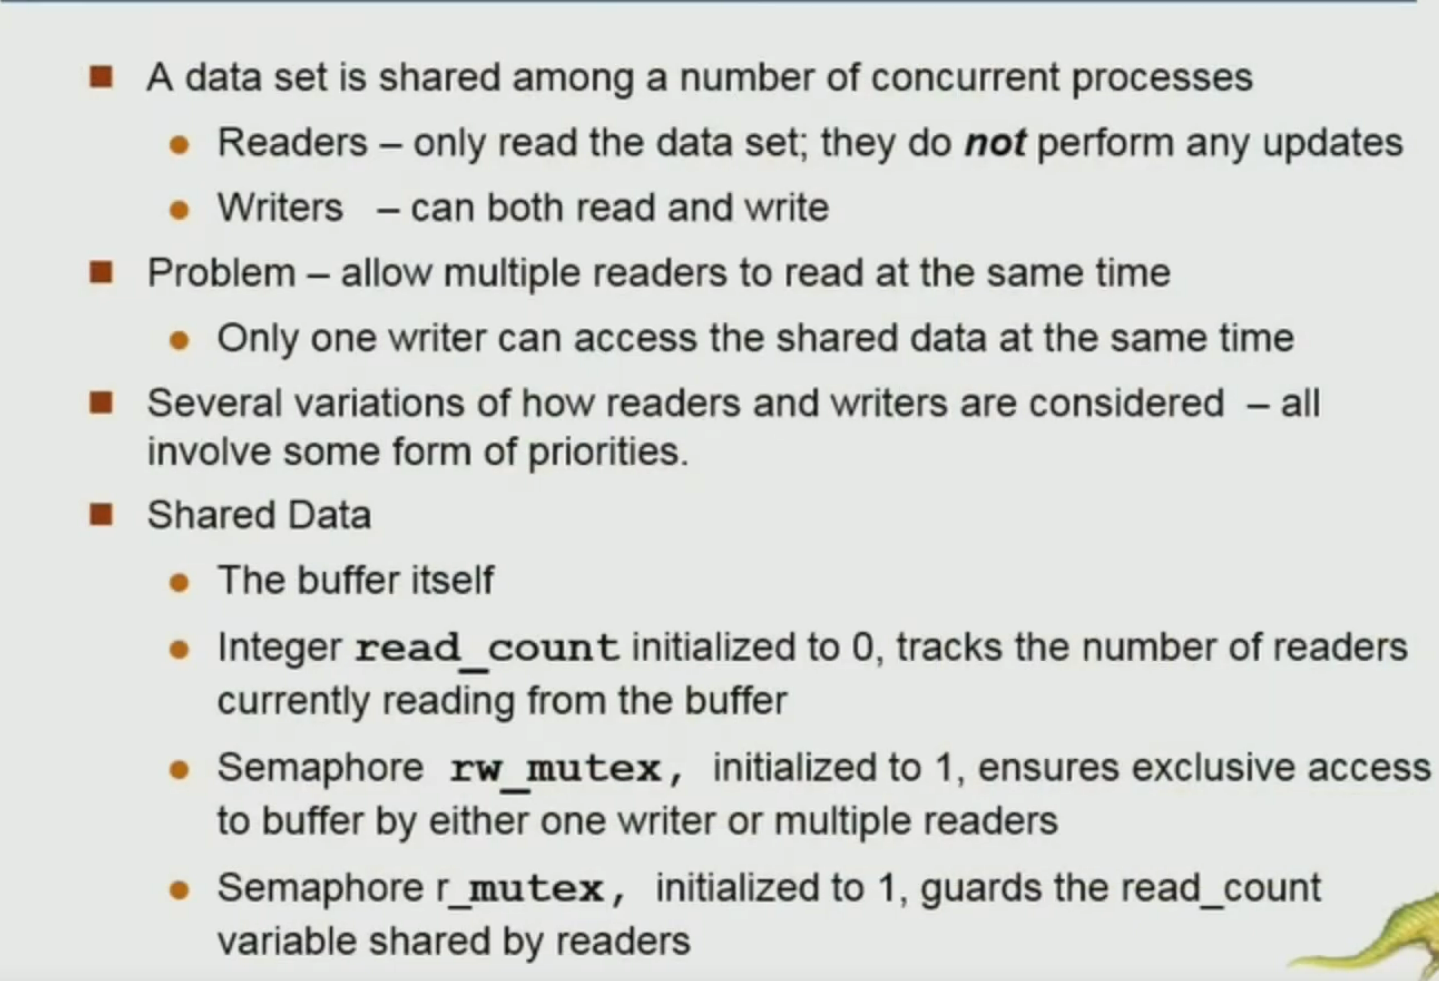 A data set is shared among a number of concurrent processes
Readers – only read the data set; they do not perform any updates
Writers – can both read and write
Problem – allow multiple readers to read at the same time
Only one writer can access the shared data at the same time
Several variations of how readers and writers are considered – all
involve some form of priorities.
Shared Data
The buffer itself
Integer read_count initialized to 0, tracks the number of readers
currently reading from the buffer
Semaphore rw_mutex, initialized to 1, ensures exclusive access
to buffer by either one writer or multiple readers
Semaphore r_mutex, initialized to 1, guards the read_count
variable shared by readers